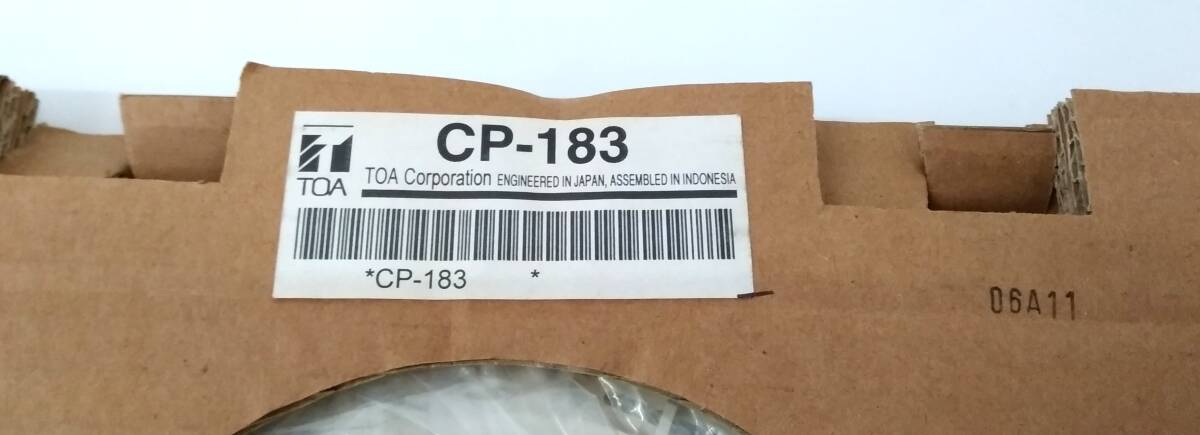 CP-183
TOA
TOA Corporation ENGINEERED IN JAPAN, ASSEMBLED IN INDONESIA
*CP-183 *
06A11